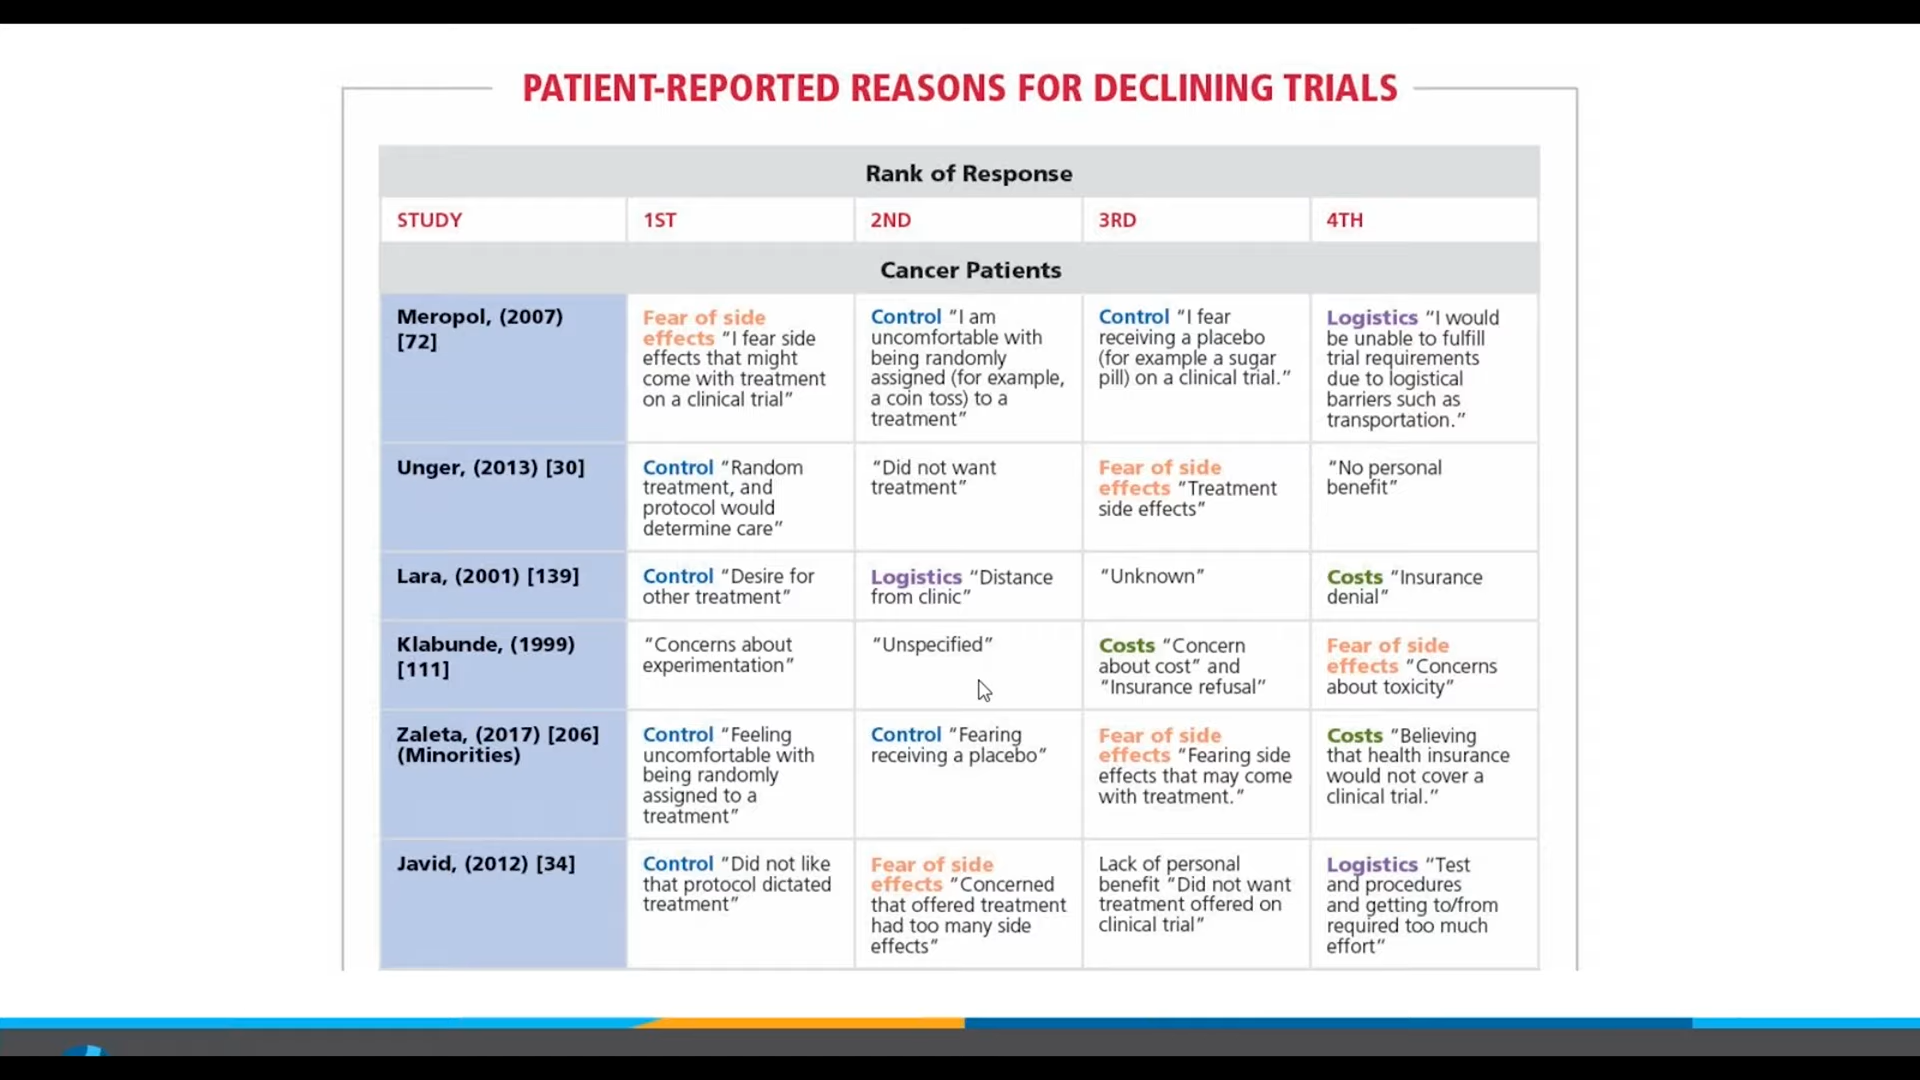 PATIENT-REPORTED REASONS FOR DECLINING TRIALS
Rank of Response
STUDY
1ST
2ND
3RD
4TH
Cancer Patients
Meropol, (2007)
[72]
Fear of side
effects “I fear side
effects that might
come with treatment
on a clinical trial”
Control “I am
uncomfortable with
being randomly
assigned (for example,
a coin toss) to a
treatment”
Control “I fear
receiving a placebo
(for example a sugar
pill) on a clinical trial.”
Logistics “I would
be unable to fulfill
trial requirements
due to logistical
barriers such as
transportation.”
Unger, (2013) [30]
Control “Random
treatment, and
protocol would
determine care”
“Did not want
treatment”
Fear of side
effects “Treatment
side effects”
“No personal
benefit”
Lara, (2001) [139]
Control “Desire for
other treatment”
Logistics “Distance
from clinic”
“Unknown”
Costs “Insurance
denial”
Klabunde, (1999)
[111]
“Concerns about
experimentation”
“Unspecified”
Costs “Concern
about cost” and
“Insurance refusal”
Fear of side
effects “Concerns
about toxicity”
Zaleta, (2017) [206]
(Minorities)
Control “Feeling
uncomfortable with
being randomly
assigned to a
treatment”
Control “Fearing
receiving a placebo”
Fear of side
effects “Fearing side
effects that may come
with treatment.”
Costs “Believing
that health insurance
would not cover a
clinical trial.”
Javid, (2012) [34]
Control “Did not like
that protocol dictated
treatment”
Fear of side
effects “Concerned
that offered treatment
had too many side
effects”
Lack of personal
benefit “Did not want
treatment offered on
clinical trial”
Logistics “Test
and procedures
and getting to/from
required too much
effort”